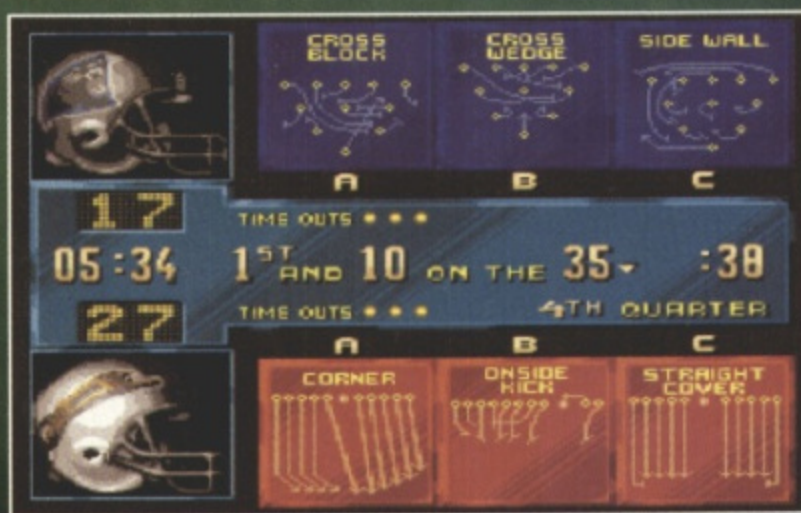 CROSS BLOCK
CROSS WEDGE
SIDE WALL
A B C
17
TIME OUTS
05:34 1ST AND 10 ON THE 35 :38
27
TIME OUTS
4TH QUARTER
A B C
CORNER
ONSIDE KICK
STRAIGHT COVER